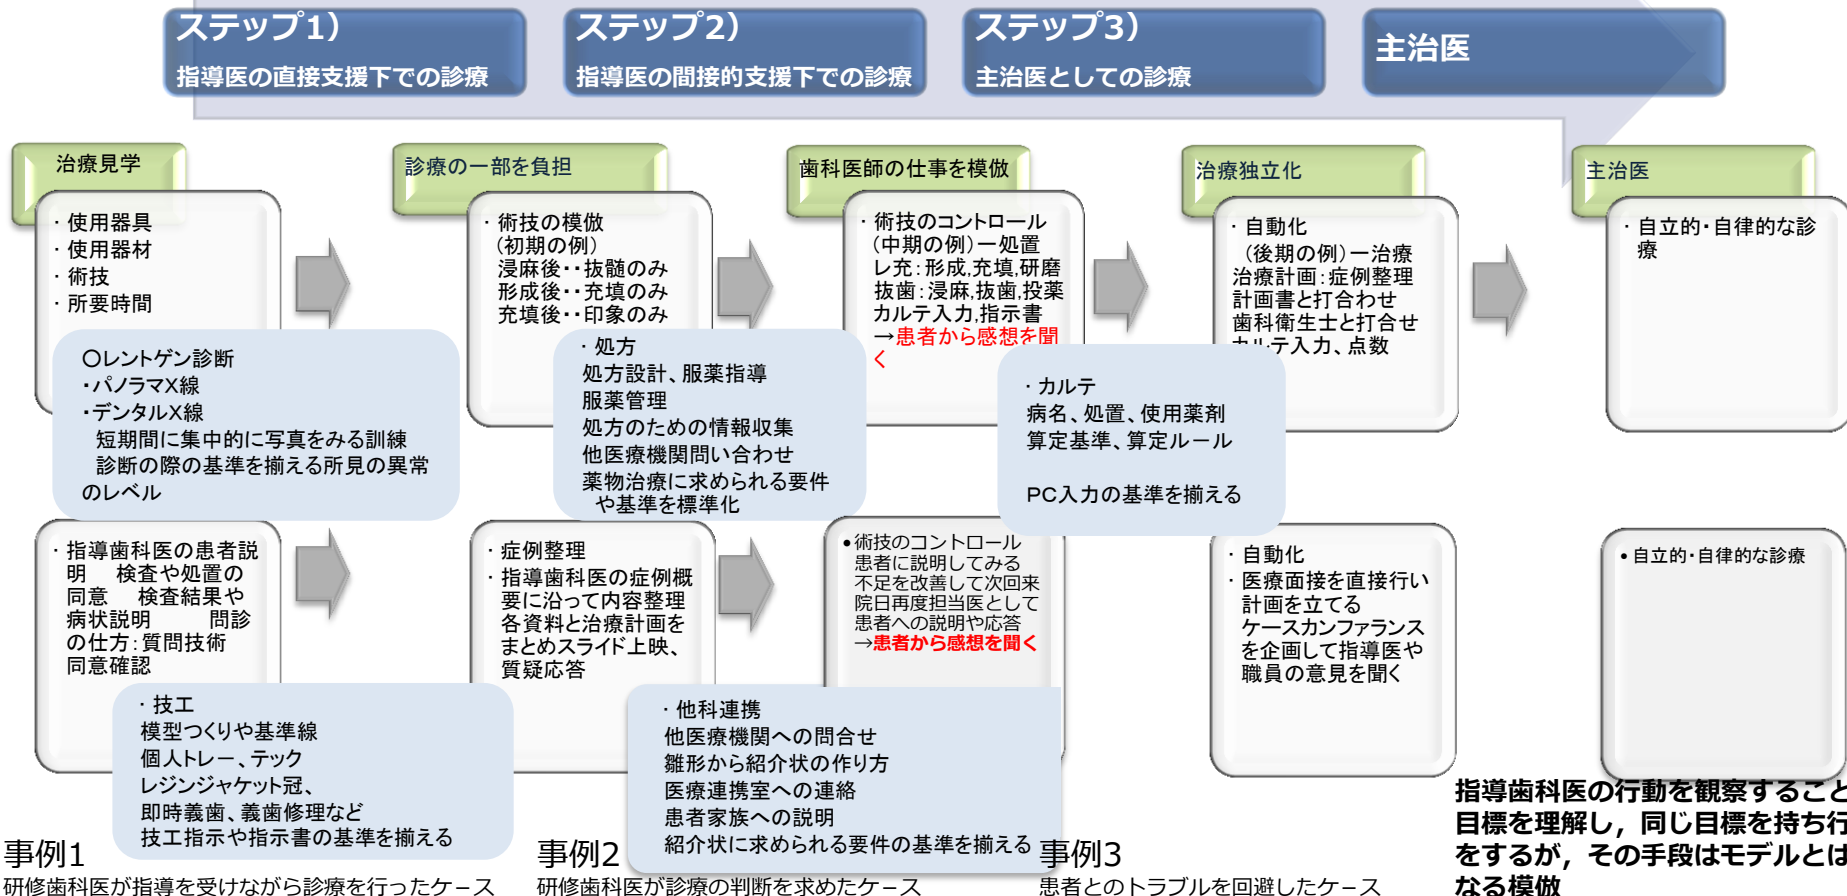 ステップ1）
指導医の直接支援下での診療
ステップ2）
指導医の間接的支援下での診療
ステップ3）
主治医としての診療
主治医
治療見学
・使用器具
・使用器材
・術技
・所要時間
〇レントゲン診断
・パノラマX線
・デンタルX線
短期間に集中的に写真をみる訓練
診断の際の基準を揃える所見の異常
のレベル
診療の一部を負担
・術技の模倣
（初期の例）
浸麻後・・抜髄のみ
形成後・・充填のみ
充填後・・印象のみ
・処方
処方設計、服薬指導
服薬管理
処方のための情報収集
他医療機関問い合わせ
薬物治療に求められる要件
や基準を標準化
歯科医師の仕事を模倣
・術技のコントロール
（中期の例）ー処置
レ充：形成,充填,研磨
抜歯：浸麻,抜歯,投薬
カルテ入力,指示書
→患者から感想を聞
く
治療独立化
・自動化
（後期の例）ー治療
治療計画：症例整理
計画書と打合わせ
歯科衛生士と打合せ
カルテ入力、点数
・カルテ
病名、処置、使用薬剤
算定基準、算定ルール
PC入力の基準を揃える
主治医
・自立的・自律的な診
療
・指導歯科医の患者説
明　検査や処置の
同意　検査結果や
病状説明　　問診
の仕方：質問技術
同意確認
・技工
模型つくりや基準線
個人トレー、テック
レジンジャケット冠、
即時義歯、義歯修理など
技工指示や指示書の基準を揃える
・症例整理
・指導歯科医の症例概
要に沿って内容整理
各資料と治療計画を
まとめスライド上映、
質疑応答
・他科連携
他医療機関への問合せ
雛形から紹介状の作り方
医療連携室への連絡
患者家族への説明
紹介状に求められる要件の基準を揃える
•術技のコントロール
患者に説明してみる
不足を改善して次回来
院日再度担当医として
患者への説明や応答
→患者から感想を聞く
・自動化
・医療面接を直接行い
計画を立てる
ケースカンファランス
を企画して指導医や
職員の意見を聞く
•自立的・自律的な診療
指導歯科医の行動を観察すること
目標を理解し，同じ目標を持ち行
をするが，その手段はモデルとは
なる模倣
事例1
研修歯科医が指導を受けながら診療を行ったケース
事例2
研修歯科医が診療の判断を求めたケース
事例3
患者とのトラブルを回避したケース